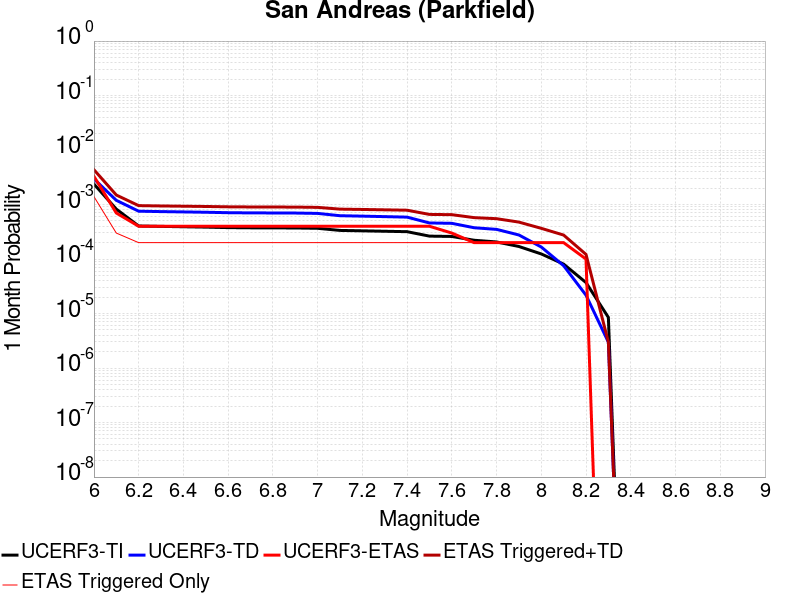 San Andreas (Parkfield)
10^0
10^-1
10^-2
10^-3
10^-4
10^-5
10^-6
10^-7
10^-8
1 Month Probability
6 6.2 6.4 6.6 6.8 7 7.2 7.4 7.6 7.8 8 8.2 8.4 8.6 8.8 9
Magnitude
UCERF3-TI UCERF3-TD UCERF3-ETAS ETAS Triggered+TD
ETAS Triggered Only